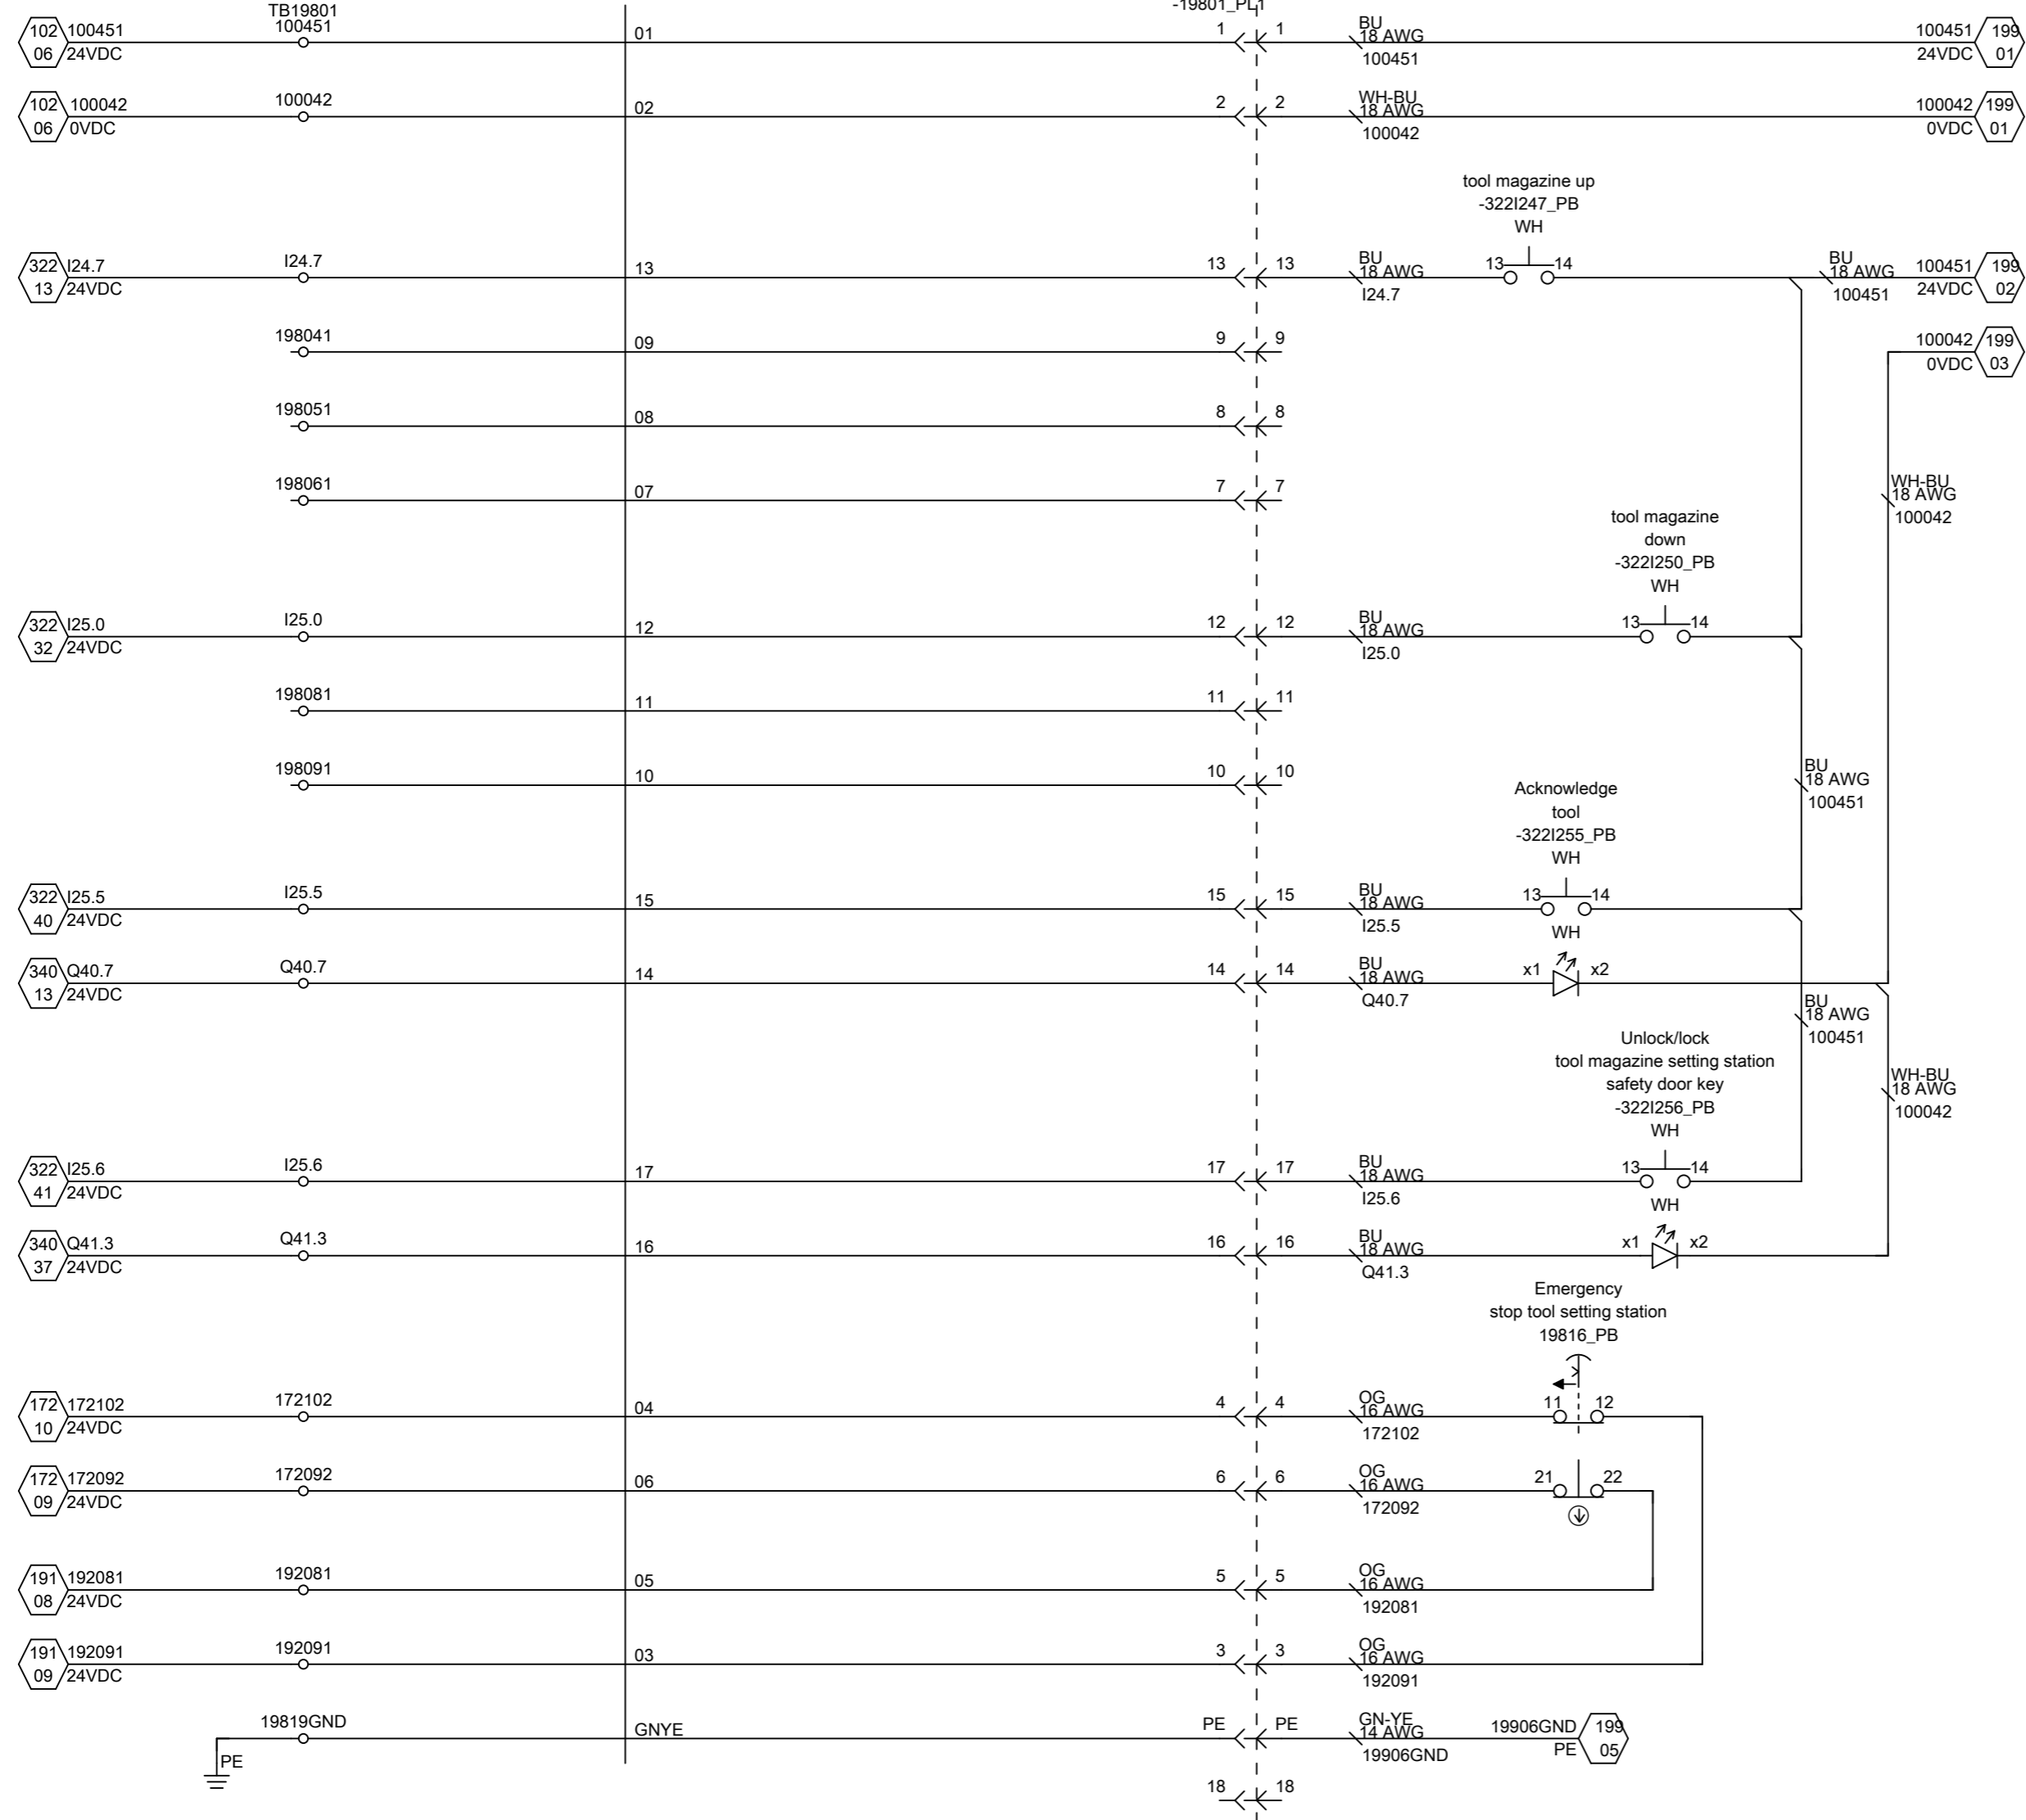 TB19801
-19801_PL1
102 100451 100451 01 1 1 BU 100451 199
06 24VDC 18 AWG 24VDC 01
100451
102 100042 100042 02 2 2 WH-BU 100042 199
06 0VDC 18 AWG 0VDC 01
100042
tool magazine up
-322I247_PB
WH
322 I24.7 I24.7 13 13 13 BU 13 14 BU 100451 199
13 24VDC 18 AWG 18 AWG 24VDC 02
I24.7 100451
198041 09 9 9 100042 199
0VDC 03
198051 08 8 8
198061 07 7 7 WH-BU
18 AWG
100042
tool magazine
down
-322I250_PB
WH
322 I25.0 I25.0 12 12 12 BU 13 14
32 24VDC 18 AWG
I25.0
198081 11 11 11
198091 10 10 10 BU
18 AWG
100451
Acknowledge
tool
-322I255_PB
WH
322 I25.5 I25.5 15 15 15 BU 13 14
40 24VDC 18 AWG
I25.5 WH
340 Q40.7 Q40.7 14 14 14 BU x1 x2
13 24VDC 18 AWG
Q40.7
BU
18 AWG
100451
Unlock/lock
tool magazine setting station
safety door key
-322I256_PB
WH
WH-BU
18 AWG
100042
322 I25.6 I25.6 17 17 17 BU 13 14
41 24VDC 18 AWG
I25.6 WH
340 Q41.3 Q41.3 16 16 16 BU x1 x2
37 24VDC 18 AWG
Q41.3
Emergency
stop tool setting station
19816_PB
172 172102 172102 04 4 4 OG 11 12
10 24VDC 16 AWG
172102
172 172092 172092 06 6 6 OG 21 22
09 24VDC 16 AWG
172092
191 192081 192081 05 5 5 OG
08 24VDC 16 AWG
192081
191 192091 192091 03 3 3 OG
09 24VDC 16 AWG
192091
19819GND GNYE PE PE GN-YE 19906GND 199
PE 14 AWG PE 05
19906GND
18 18